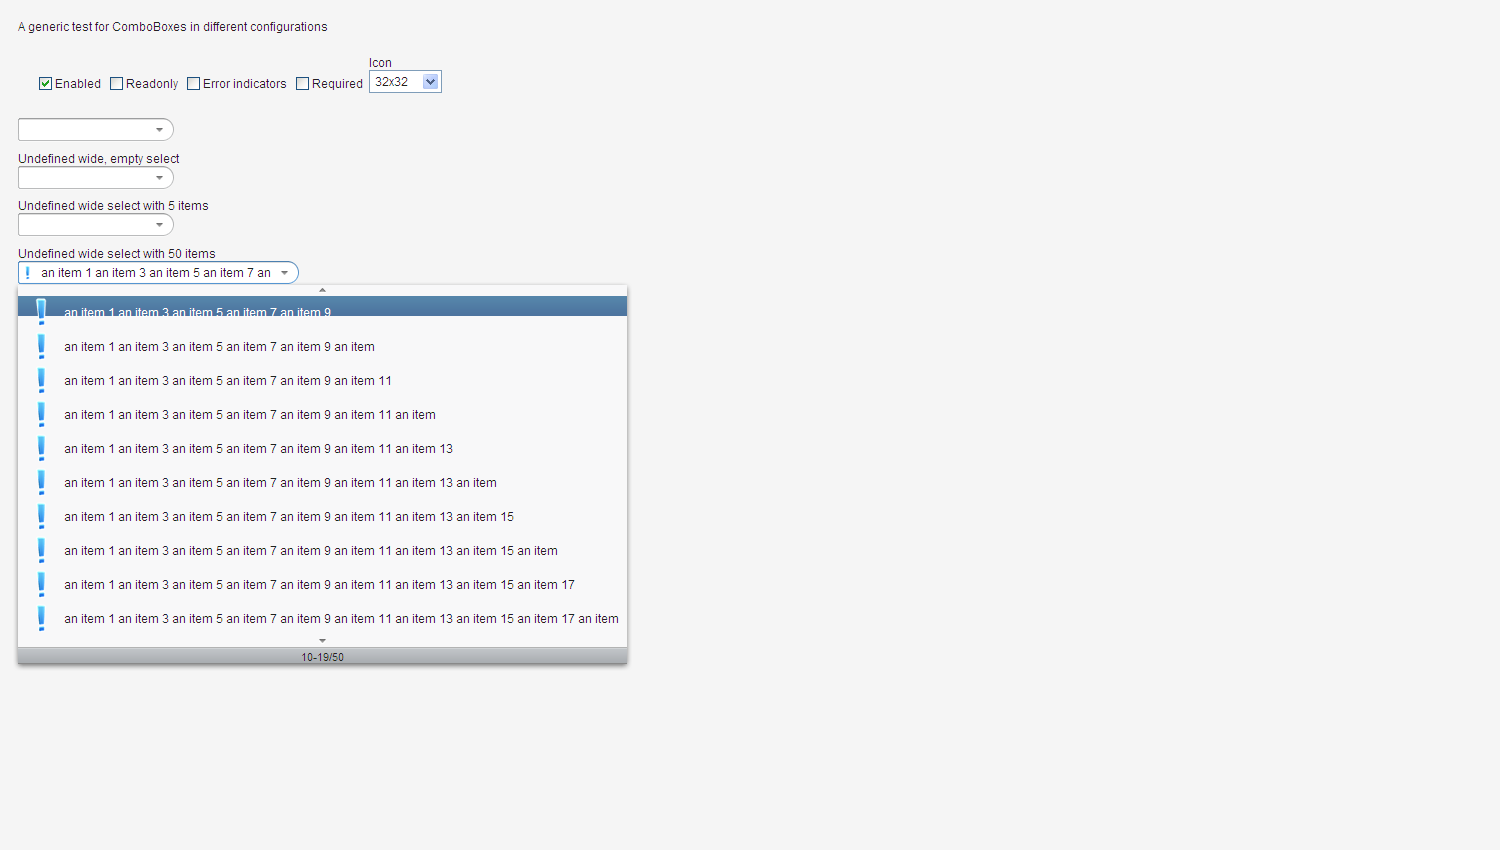 A generic test for ComboBoxes in different configurations
Icon
Enabled Readonly Error indicators Required 32x32
Undefined wide, empty select
Undefined wide select with 5 items
Undefined wide select with 50 items
an item 1 an item 3 an item 5 an item 7 an
an item 1 an item 3 an item 5 an item 7 an item 9
an item 1 an item 3 an item 5 an item 7 an item 9 an item
an item 1 an item 3 an item 5 an item 7 an item 9 an item 11
an item 1 an item 3 an item 5 an item 7 an item 9 an item 11 an item
an item 1 an item 3 an item 5 an item 7 an item 9 an item 11 an item 13
an item 1 an item 3 an item 5 an item 7 an item 9 an item 11 an item 13 an item
an item 1 an item 3 an item 5 an item 7 an item 9 an item 11 an item 13 an item 15
an item 1 an item 3 an item 5 an item 7 an item 9 an item 11 an item 13 an item 15 an item
an item 1 an item 3 an item 5 an item 7 an item 9 an item 11 an item 13 an item 15 an item 17
an item 1 an item 3 an item 5 an item 7 an item 9 an item 11 an item 13 an item 15 an item 17 an item
10-19/50